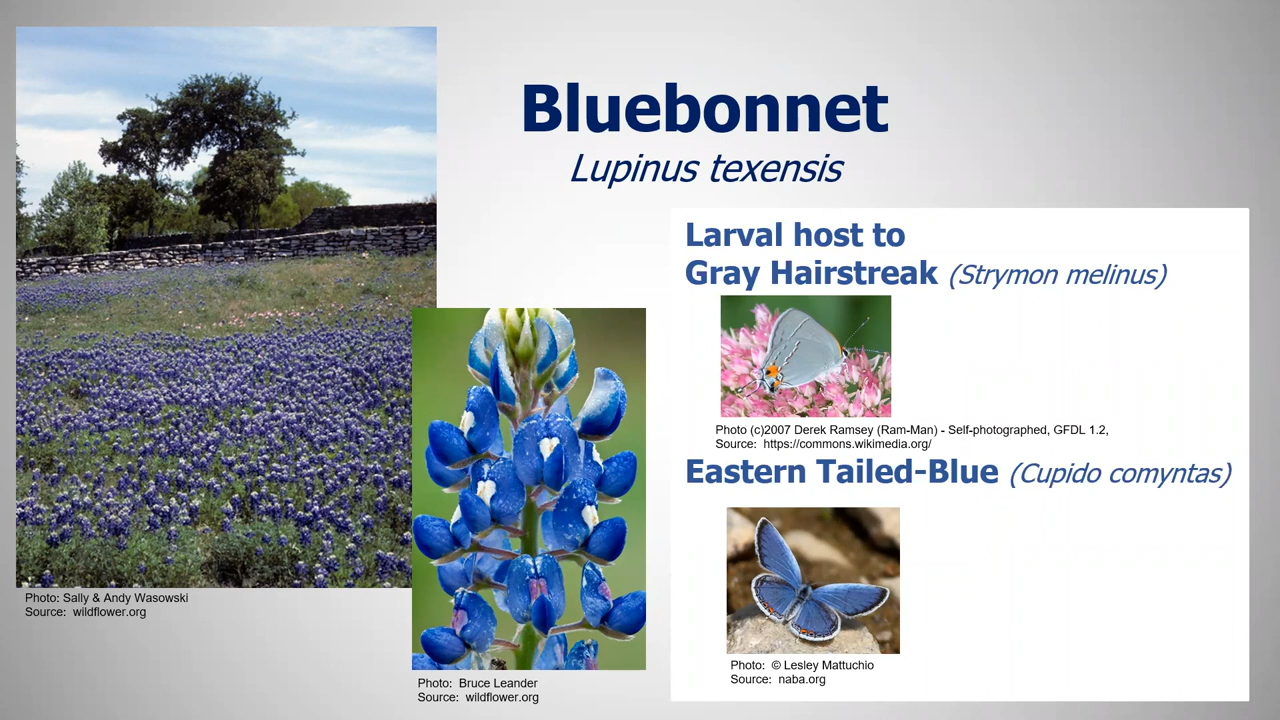 Bluebonnet
Lupinus texensis
Larval host to
Gray Hairstreak (Strymon melinus)
Photo (c)2007 Derek Ramsey (Ram-Man) - Self-photographed, GFDL 1.2,
Source:  https://commons.wikimedia.org/
Eastern Tailed-Blue (Cupido comyntas)
Photo:  © Lesley Mattuchio
Source:  naba.org
Photo: Sally & Andy Wasowski
Source:  wildflower.org
Photo:  Bruce Leander
Source:  wildflower.org